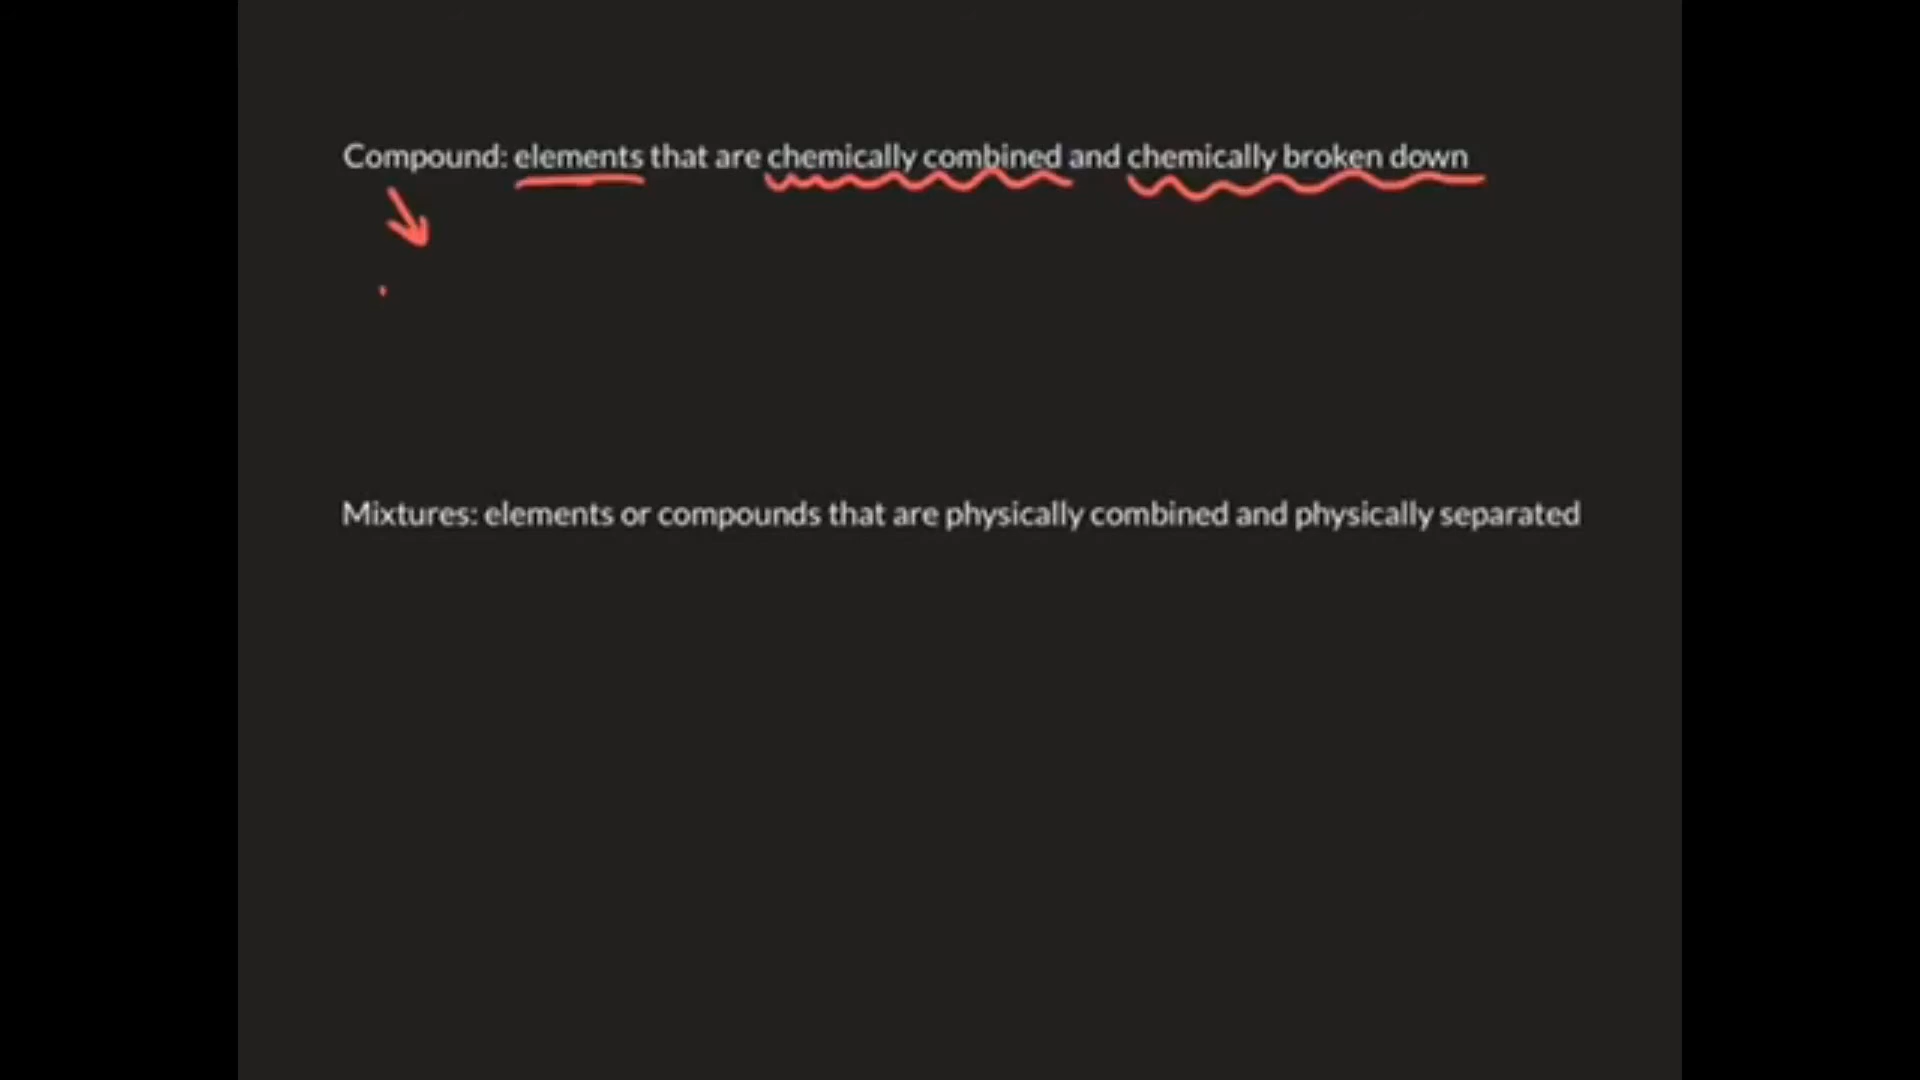 Compound: elements that are chemically combined and chemically broken down
Mixtures: elements or compounds that are physically combined and physically separated